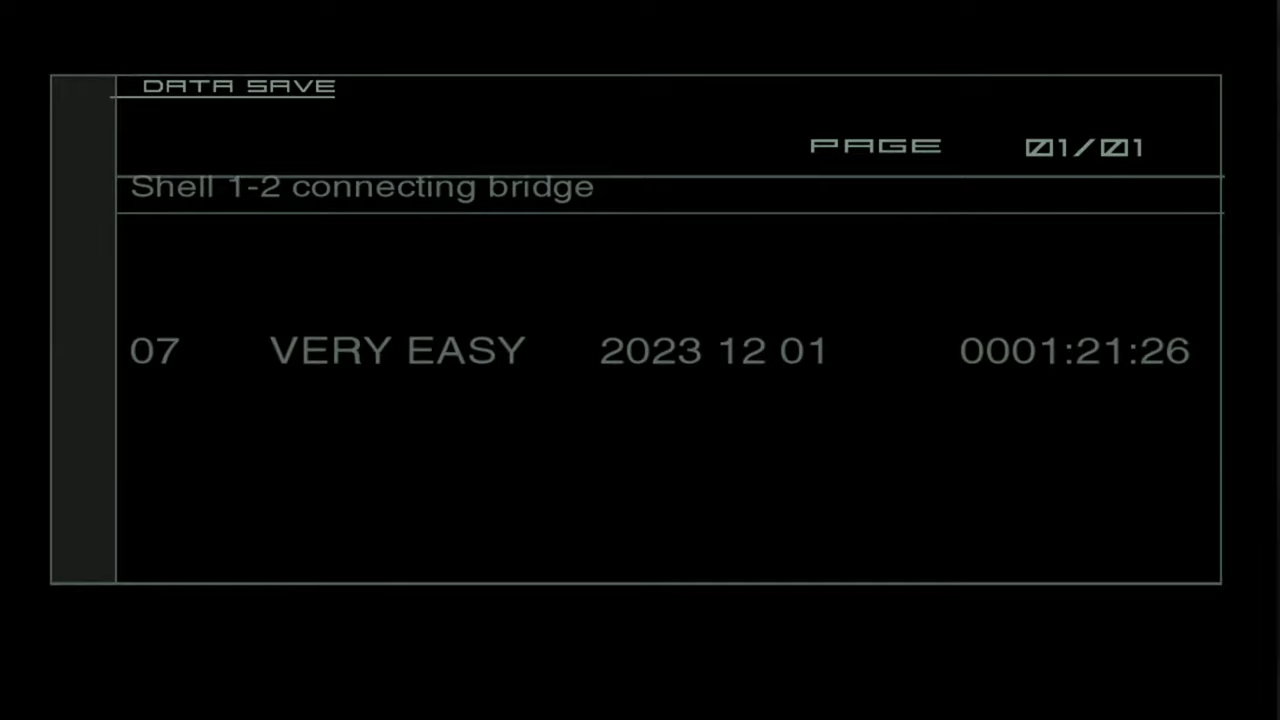 DATA SAVE
PAGE 01/01
Shell 1-2 connecting bridge
07 VERY EASY 2023 12 01 0001:21:26